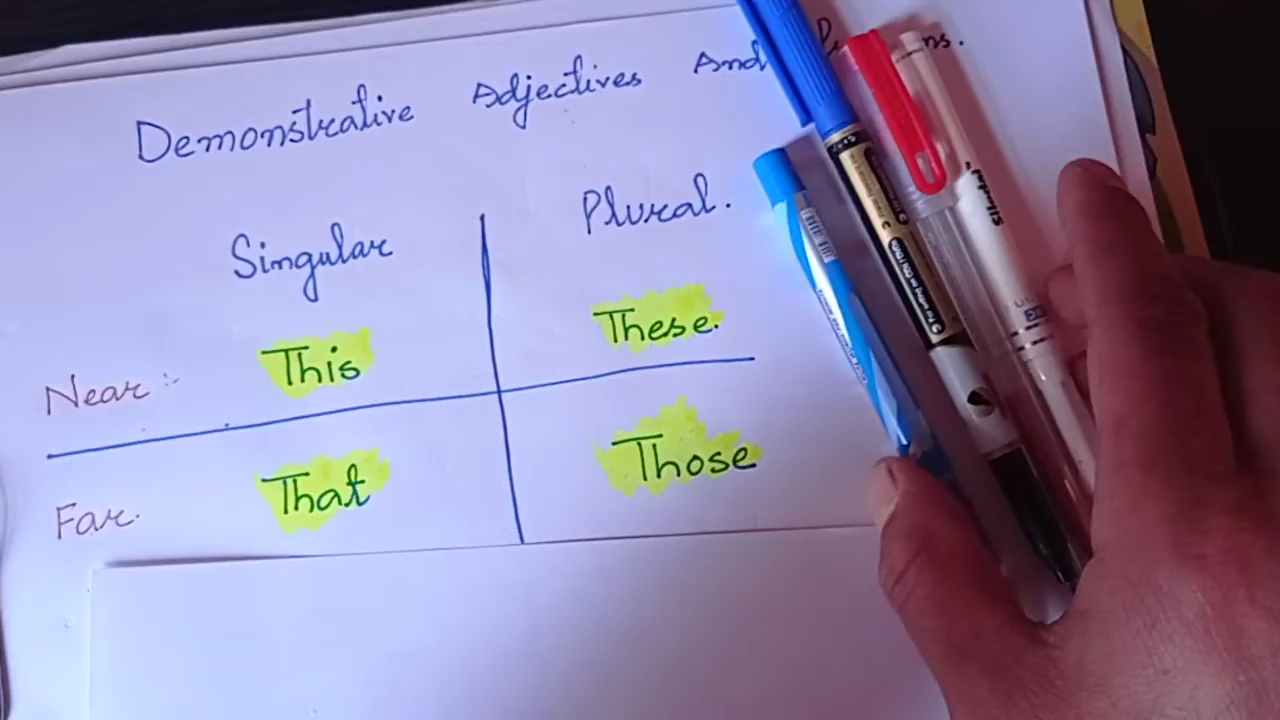 Demonstrative Adjectives And
Singular
Plural.
Near :-
This
These.
Far.
That
Those